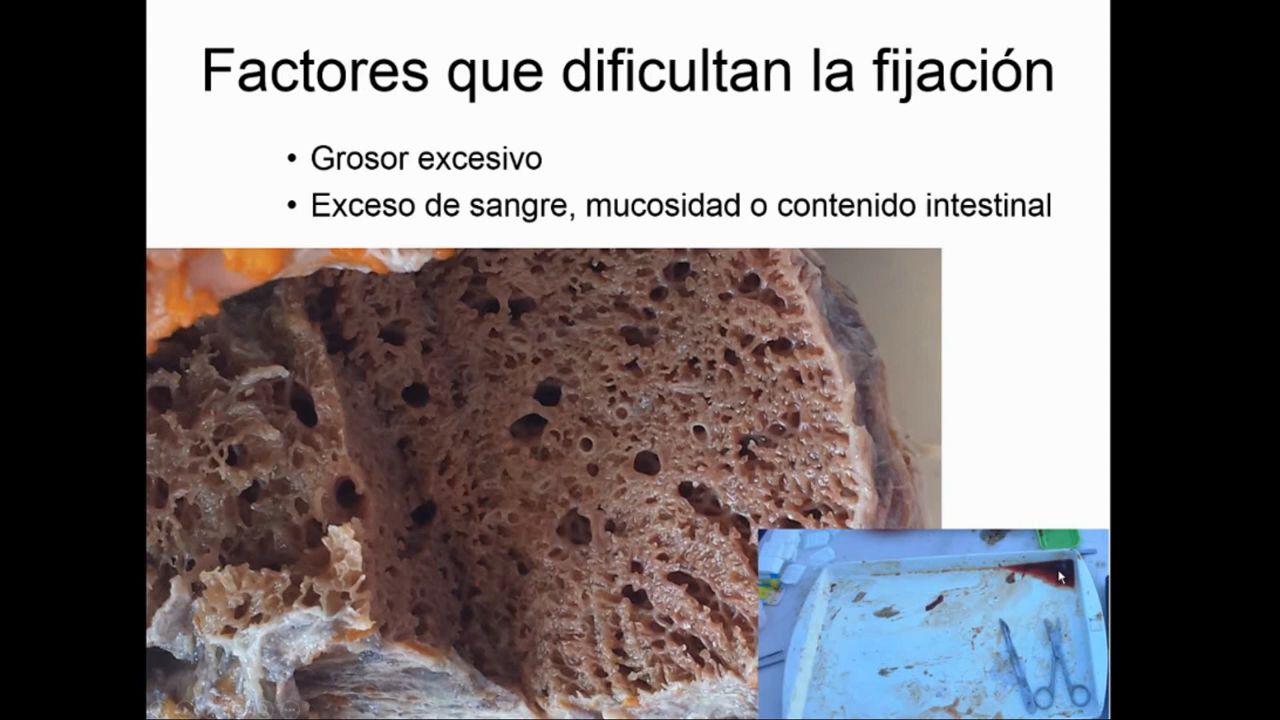 Factores que dificultan la fijación
• Grosor excesivo
• Exceso de sangre, mucosidad o contenido intestinal